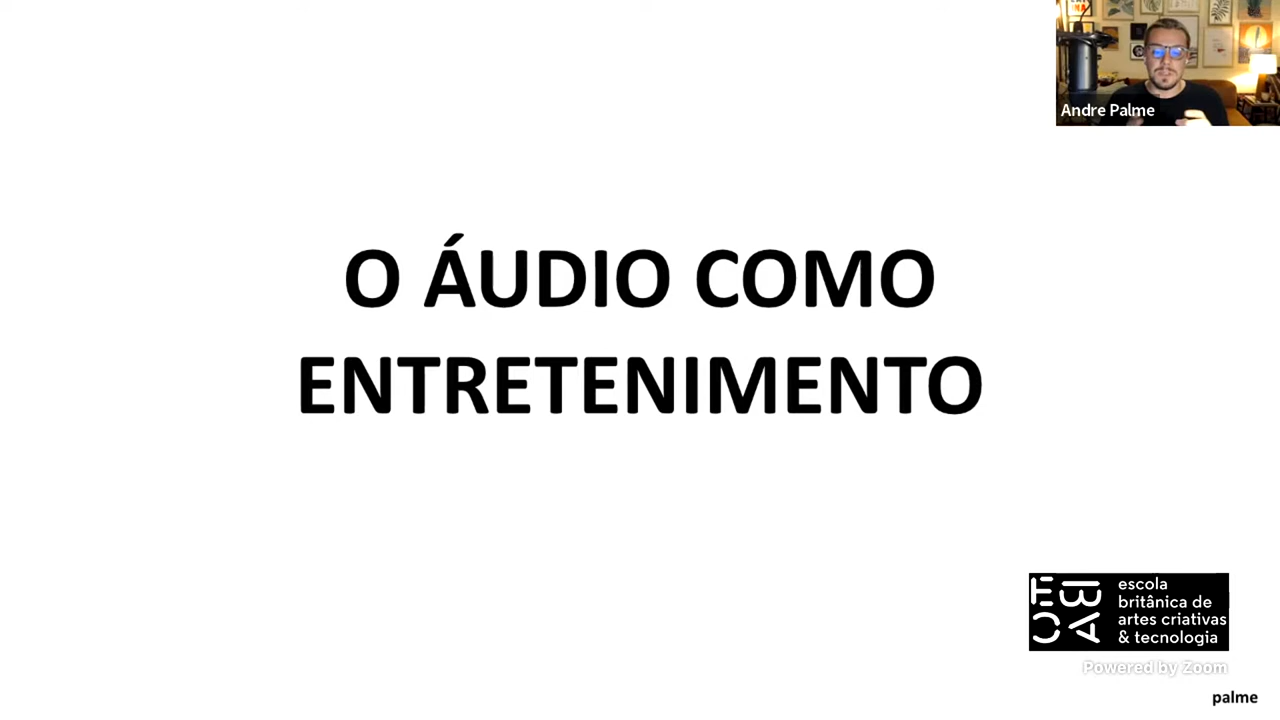 Andre Palme
O ÁUDIO COMO
ENTRETENIMENTO
escola
britânica de
artes criativas
& tecnologia
Powered by Zoom
palme